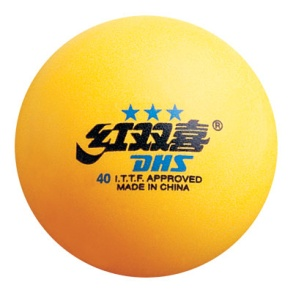 ★★★
红双喜®
DHS
40 I.T.T.F. APPROVED
MADE IN CHINA